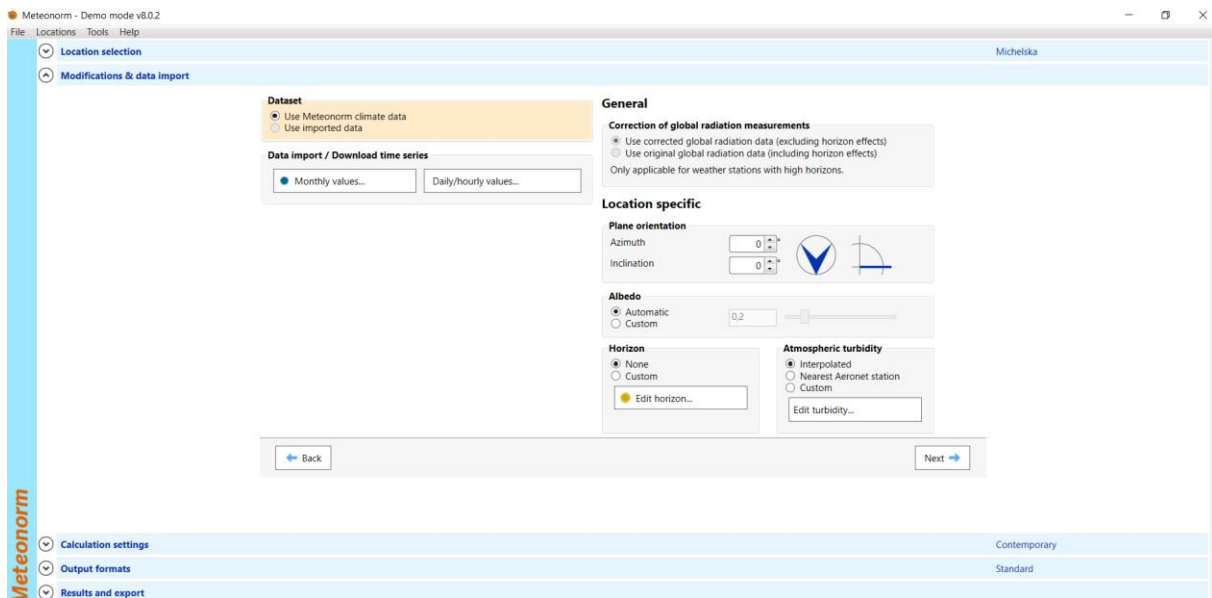 Meteonorm - Demo mode v8.0.2
File Locations Tools Help
Location selection
Michelska
Modifications & data import
Dataset
Use Meteonorm climate data
Use imported data
Data import / Download time series
Monthly values...
Daily/hourly values...
General
Correction of global radiation measurements
Use corrected global radiation data (excluding horizon effects)
Use original global radiation data (including horizon effects)
Only applicable for weather stations with high horizons.
Location specific
Plane orientation
Azimuth 0 °
Inclination 0 °
Albedo
Automatic
Custom
0,2
Horizon
None
Custom
Edit horizon...
Atmospheric turbidity
Interpolated
Nearest Aeronet station
Custom
Edit turbidity...
Back
Next
Meteonorm
Calculation settings
Contemporary
Output formats
Standard
Results and export